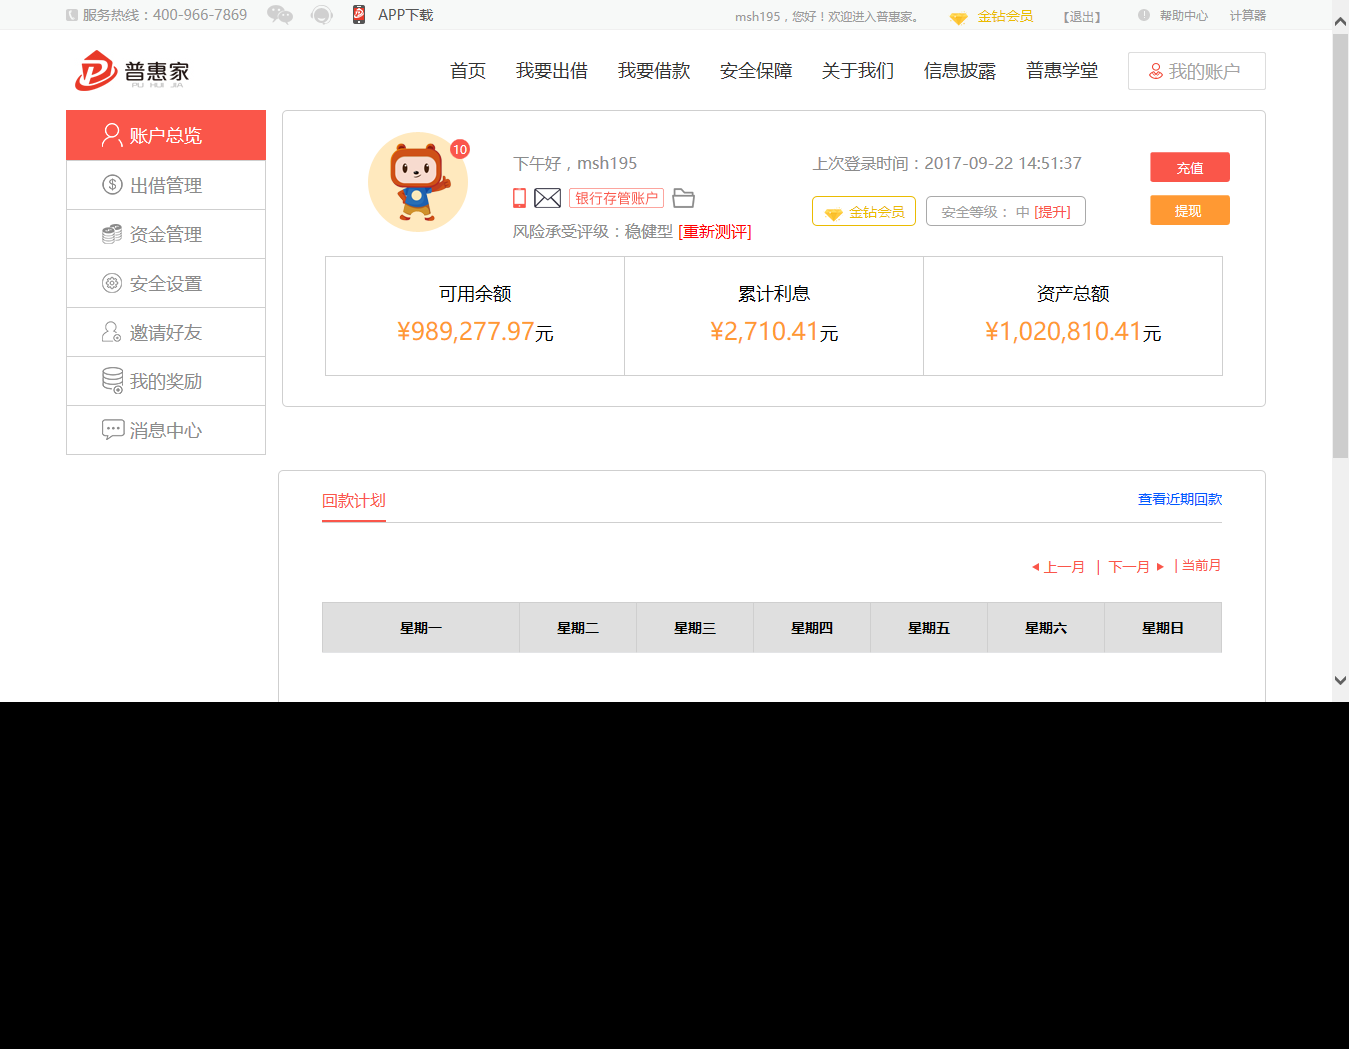 服务热线：400-966-7869 APP下载 msh195，您好！欢迎进入普惠家。 金钻会员 【退出】 帮助中心 计算器
普惠家
PU HUI JIA
首页 我要出借 我要借款 安全保障 关于我们 信息披露 普惠学堂 我的账户
账户总览
出借管理
资金管理
安全设置
邀请好友
我的奖励
消息中心
10
下午好，msh195 上次登录时间：2017-09-22 14:51:37 充值
银行存管账户 金钻会员 安全等级： 中 [提升] 提现
风险承受评级：稳健型 [重新测评]
可用余额 累计利息 资产总额
¥989,277.97元 ¥2,710.41元 ¥1,020,810.41元
回款计划 查看近期回款
上一月 | 下一月 | 当前月
星期一 星期二 星期三 星期四 星期五 星期六 星期日